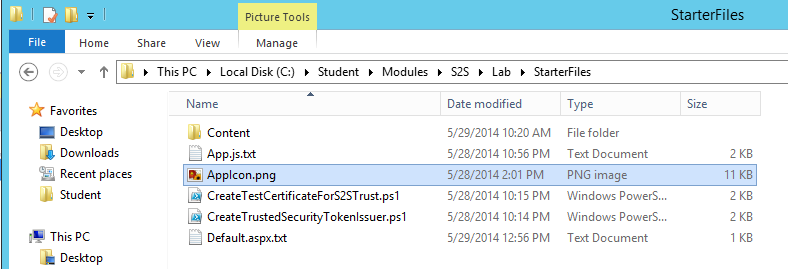 Picture Tools
StarterFiles
File Home Share View Manage
This PC Local Disk (C:) Student Modules S2S Lab StarterFiles
Favorites
Desktop
Downloads
Recent places
Student
This PC
Desktop
Name Date modified Type Size
Content 5/29/2014 10:20 AM File folder
App.js.txt 5/28/2014 10:56 PM Text Document 2 KB
AppIcon.png 5/28/2014 2:01 PM PNG image 11 KB
CreateTestCertificateForS2STrust.ps1 5/28/2014 10:15 PM Windows PowerS... 2 KB
CreateTrustedSecurityTokenIssuer.ps1 5/28/2014 10:14 PM Windows PowerS... 2 KB
Default.aspx.txt 5/29/2014 12:56 PM Text Document 1 KB